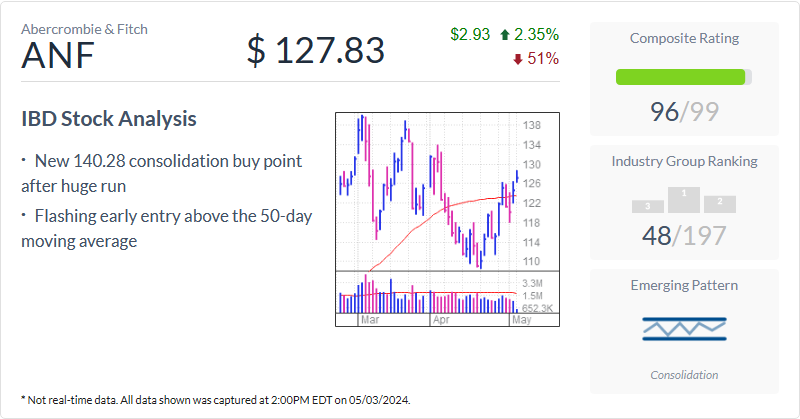 Abercrombie & Fitch
ANF
$ 127.83
$2.93 2.35%
51%
IBD Stock Analysis
· New 140.28 consolidation buy point
after huge run
· Flashing early entry above the 50-day
moving average
138
134
130
126
122
118
114
110
3.3M
1.5M
652.3K
Mar Apr May
Composite Rating
96/99
Industry Group Ranking
3 1 2
48/197
Emerging Pattern
Consolidation
* Not real-time data. All data shown was captured at 2:00PM EDT on 05/03/2024.